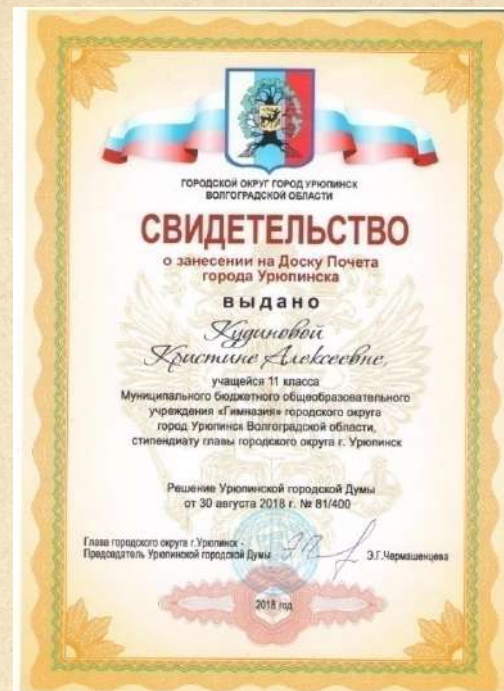 ГОРОДСКОЙ ОКРУГ ГОРОД УРЮПИНСК
ВОЛГОГРАДСКОЙ ОБЛАСТИ
СВИДЕТЕЛЬСТВО
о занесении на Доску Почета
города Урюпинска
выдано
Кудиновой
Кристине Алексеевне,
учащейся 11 класса
Муниципального бюджетного общеобразовательного
учреждения «Гимназия» городского округа
город Урюпинск Волгоградской области,
стипендиату главы городского округа г. Урюпинск
Решение Урюпинской городской Думы
от 30 августа 2018 г. № 81/400
Глава городского округа г.Урюпинск -
Председатель Урюпинской городской Думы
Э.Г.Чермашенцева
2018 год